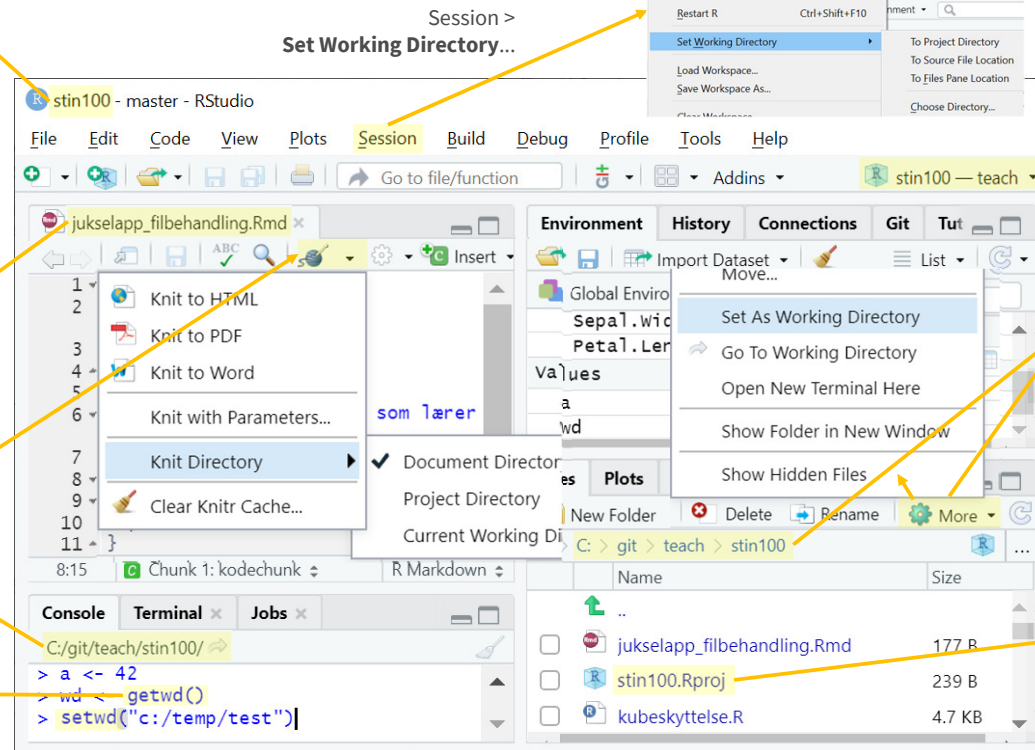 Session >
Set Working Directory...
Restart R Ctrl+Shift+F10
Set Working Directory
Load Workspace...
Save Workspace As...
Clear Workspace
nment
To Project Directory
To Source File Location
To Files Pane Location
Choose Directory...
stin100 - master - RStudio
File Edit Code View Plots Session Build Debug Profile Tools Help
Go to file/function Addins stin100 — teach
jukselapp_filbehandling.Rmd
ABC Insert
1
2
3
4
5
6 som lærer
7
8
9
10
11 }
Knit to HTML
Knit to PDF
Knit to Word
Knit with Parameters...
Knit Directory
Clear Knitr Cache...
Document Director
Project Directory
Current Working Di
8:15 Chunk 1: kodechunk R Markdown
Environment History Connections Git Tut
Import Dataset List
Global Enviro
Sepal.Wid
Petal.Ler
Values
a
wd
Move...
Set As Working Directory
Go To Working Directory
Open New Terminal Here
Show Folder in New Window
Show Hidden Files
es Plots
New Folder Delete Rename More
C: > git > teach > stin100 ...
Name Size
..
jukselapp_filbehandling.Rmd 177 B
stin100.Rproj 239 B
kubeskyttelse.R 4.7 KB
Console Terminal Jobs
C:/git/teach/stin100/
> a <- 42
> wd <- getwd()
> setwd("c:/temp/test")